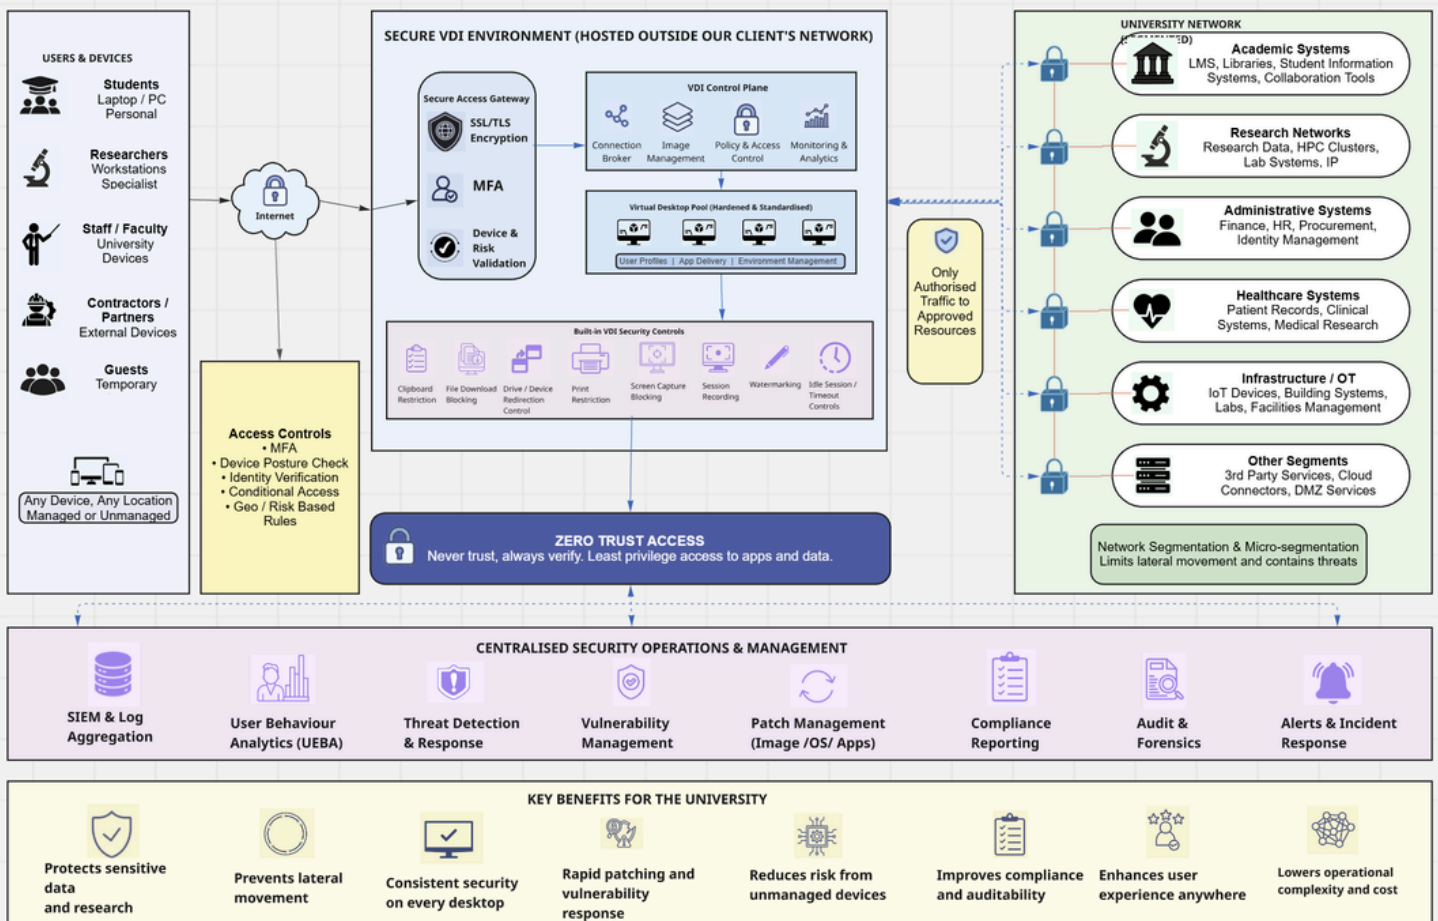 USERS & DEVICES
Students
Laptop / PC
Personal
Researchers
Workstations
Specialist
Staff / Faculty
University
Devices
Contractors /
Partners
External Devices
Guests
Temporary
Any Device, Any Location
Managed or Unmanaged
Internet
Access Controls
• MFA
• Device Posture Check
• Identity Verification
• Conditional Access
• Geo / Risk Based
Rules
SECURE VDI ENVIRONMENT (HOSTED OUTSIDE OUR CLIENT'S NETWORK)
Secure Access Gateway
SSL/TLS
Encryption
MFA
Device &
Risk
Validation
VDI Control Plane
Connection
Broker
Image
Management
Policy & Access
Control
Monitoring &
Analytics
Virtual Desktop Pool (Hardened & Standardised)
User Profiles | App Delivery | Environment Management
Built-in VDI Security Controls
Clipboard
Restriction
File Download
Blocking
Drive / Device
Redirection
Control
Print
Restriction
Screen Capture
Blocking
Session
Recording
Watermarking
Idle Session /
Timeout
Controls
Only
Authorised
Traffic to
Approved
Resources
UNIVERSITY NETWORK
(SEGMENTED)
Academic Systems
LMS, Libraries, Student Information
Systems, Collaboration Tools
Research Networks
Research Data, HPC Clusters,
Lab Systems, IP
Administrative Systems
Finance, HR, Procurement,
Identity Management
Healthcare Systems
Patient Records, Clinical
Systems, Medical Research
Infrastructure / OT
IoT Devices, Building Systems,
Labs, Facilities Management
Other Segments
3rd Party Services, Cloud
Connectors, DMZ Services
Network Segmentation & Micro-segmentation
Limits lateral movement and contains threats
ZERO TRUST ACCESS
Never trust, always verify. Least privilege access to apps and data.
CENTRALISED SECURITY OPERATIONS & MANAGEMENT
SIEM & Log
Aggregation
User Behaviour
Analytics (UEBA)
Threat Detection
& Response
Vulnerability
Management
Patch Management
(Image /OS/ Apps)
Compliance
Reporting
Audit &
Forensics
Alerts & Incident
Response
KEY BENEFITS FOR THE UNIVERSITY
Protects sensitive
data
and research
Prevents lateral
movement
Consistent security
on every desktop
Rapid patching and
vulnerability
response
Reduces risk from
unmanaged devices
Improves compliance
and auditability
Enhances user
experience anywhere
Lowers operational
complexity and cost